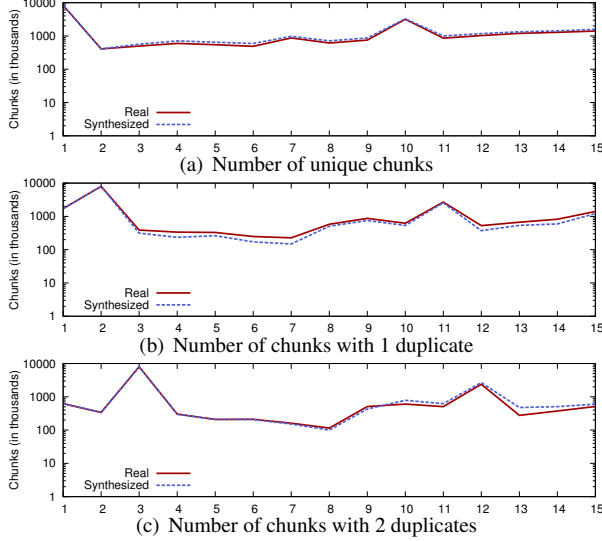 10000
1000
100
10
1
Chunks (in thousands)
Real
Synthesized
1 2 3 4 5 6 7 8 9 10 11 12 13 14 15
(a) Number of unique chunks
10000
1000
100
10
1
Chunks (in thousands)
Real
Synthesized
1 2 3 4 5 6 7 8 9 10 11 12 13 14 15
(b) Number of chunks with 1 duplicate
10000
1000
100
10
1
Chunks (in thousands)
Real
Synthesized
1 2 3 4 5 6 7 8 9 10 11 12 13 14 15
(c) Number of chunks with 2 duplicates